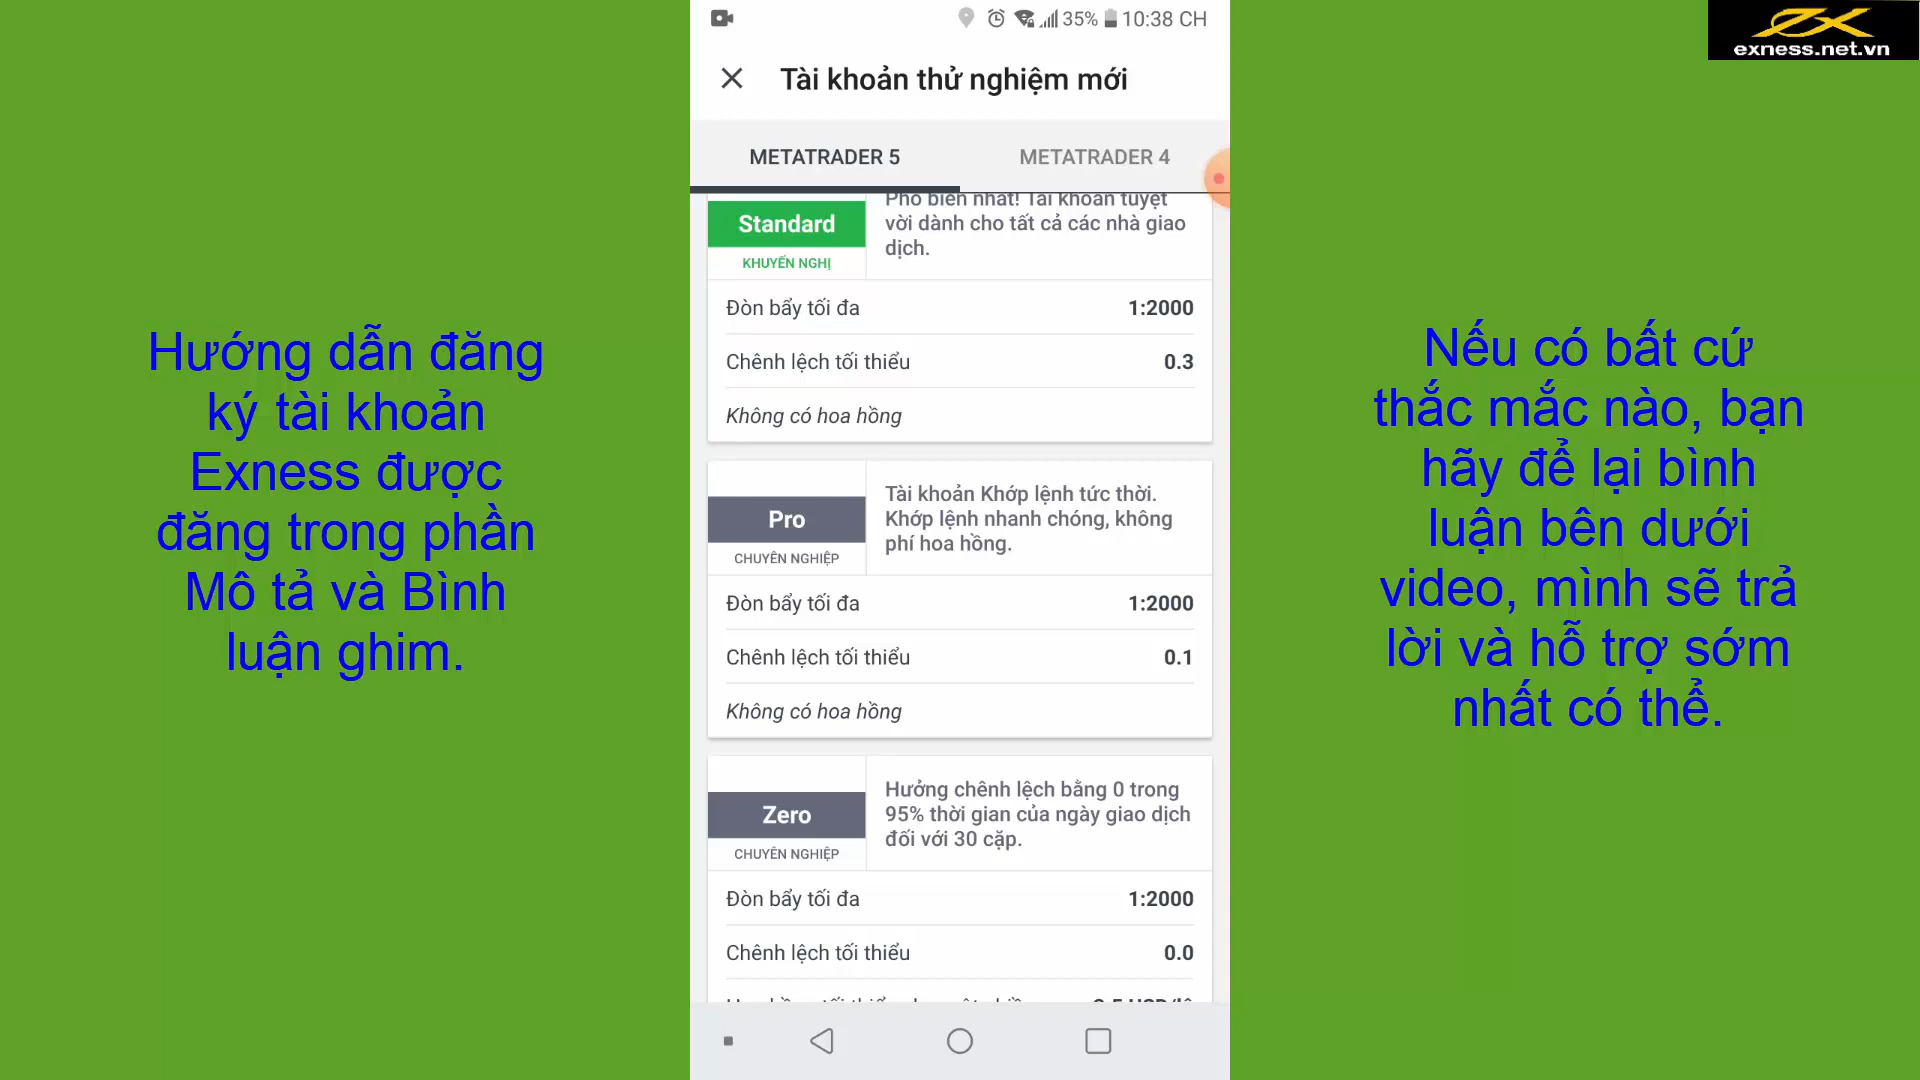 35% 10:38 CH
exness.net.vn
Tài khoản thử nghiệm mới
METATRADER 5
METATRADER 4
Phổ biến nhất! Tài khoản tuyệt
vời dành cho tất cả các nhà giao
dịch.
Standard
KHUYẾN NGHỊ
Đòn bẩy tối đa 1:2000
Chênh lệch tối thiểu 0.3
Không có hoa hồng
Pro
CHUYÊN NGHIỆP
Tài khoản Khớp lệnh tức thời.
Khớp lệnh nhanh chóng, không
phí hoa hồng.
Đòn bẩy tối đa 1:2000
Chênh lệch tối thiểu 0.1
Không có hoa hồng
Zero
CHUYÊN NGHIỆP
Hưởng chênh lệch bằng 0 trong
95% thời gian của ngày giao dịch
đối với 30 cặp.
Đòn bẩy tối đa 1:2000
Chênh lệch tối thiểu 0.0
Hướng dẫn đăng
ký tài khoản
Exness được
đăng trong phần
Mô tả và Bình
luận ghim.
Nếu có bất cứ
thắc mắc nào, bạn
hãy để lại bình
luận bên dưới
video, mình sẽ trả
lời và hỗ trợ sớm
nhất có thể.